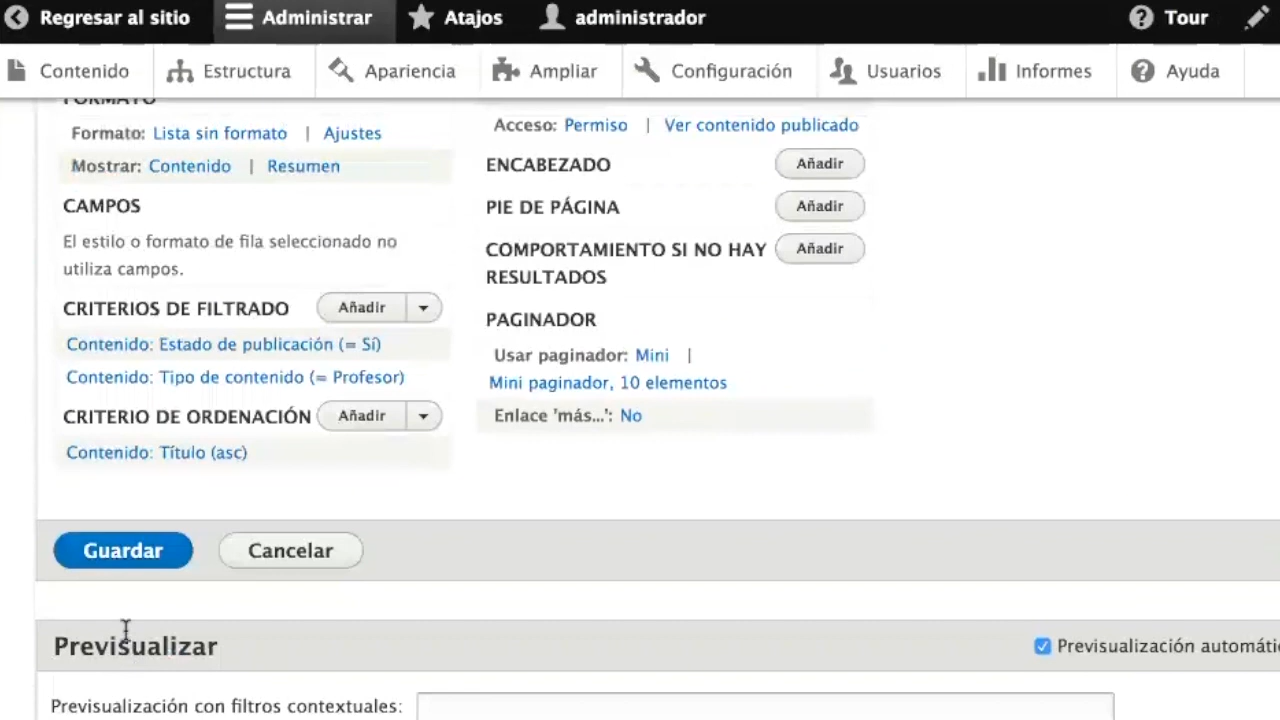 Regresar al sitio Administrar Atajos administrador Tour
Contenido Estructura Apariencia Ampliar Configuración Usuarios Informes Ayuda
FORMATO
Formato: Lista sin formato | Ajustes
Mostrar: Contenido | Resumen
CAMPOS
El estilo o formato de fila seleccionado no
utiliza campos.
CRITERIOS DE FILTRADO Añadir
Contenido: Estado de publicación (= Sí)
Contenido: Tipo de contenido (= Profesor)
CRITERIO DE ORDENACIÓN Añadir
Contenido: Título (asc)
Acceso: Permiso | Ver contenido publicado
ENCABEZADO Añadir
PIE DE PÁGINA Añadir
COMPORTAMIENTO SI NO HAY Añadir
RESULTADOS
PAGINADOR
Usar paginador: Mini |
Mini paginador, 10 elementos
Enlace 'más...': No
Guardar Cancelar
Previsualizar Previsualización automáti
Previsualización con filtros contextuales: